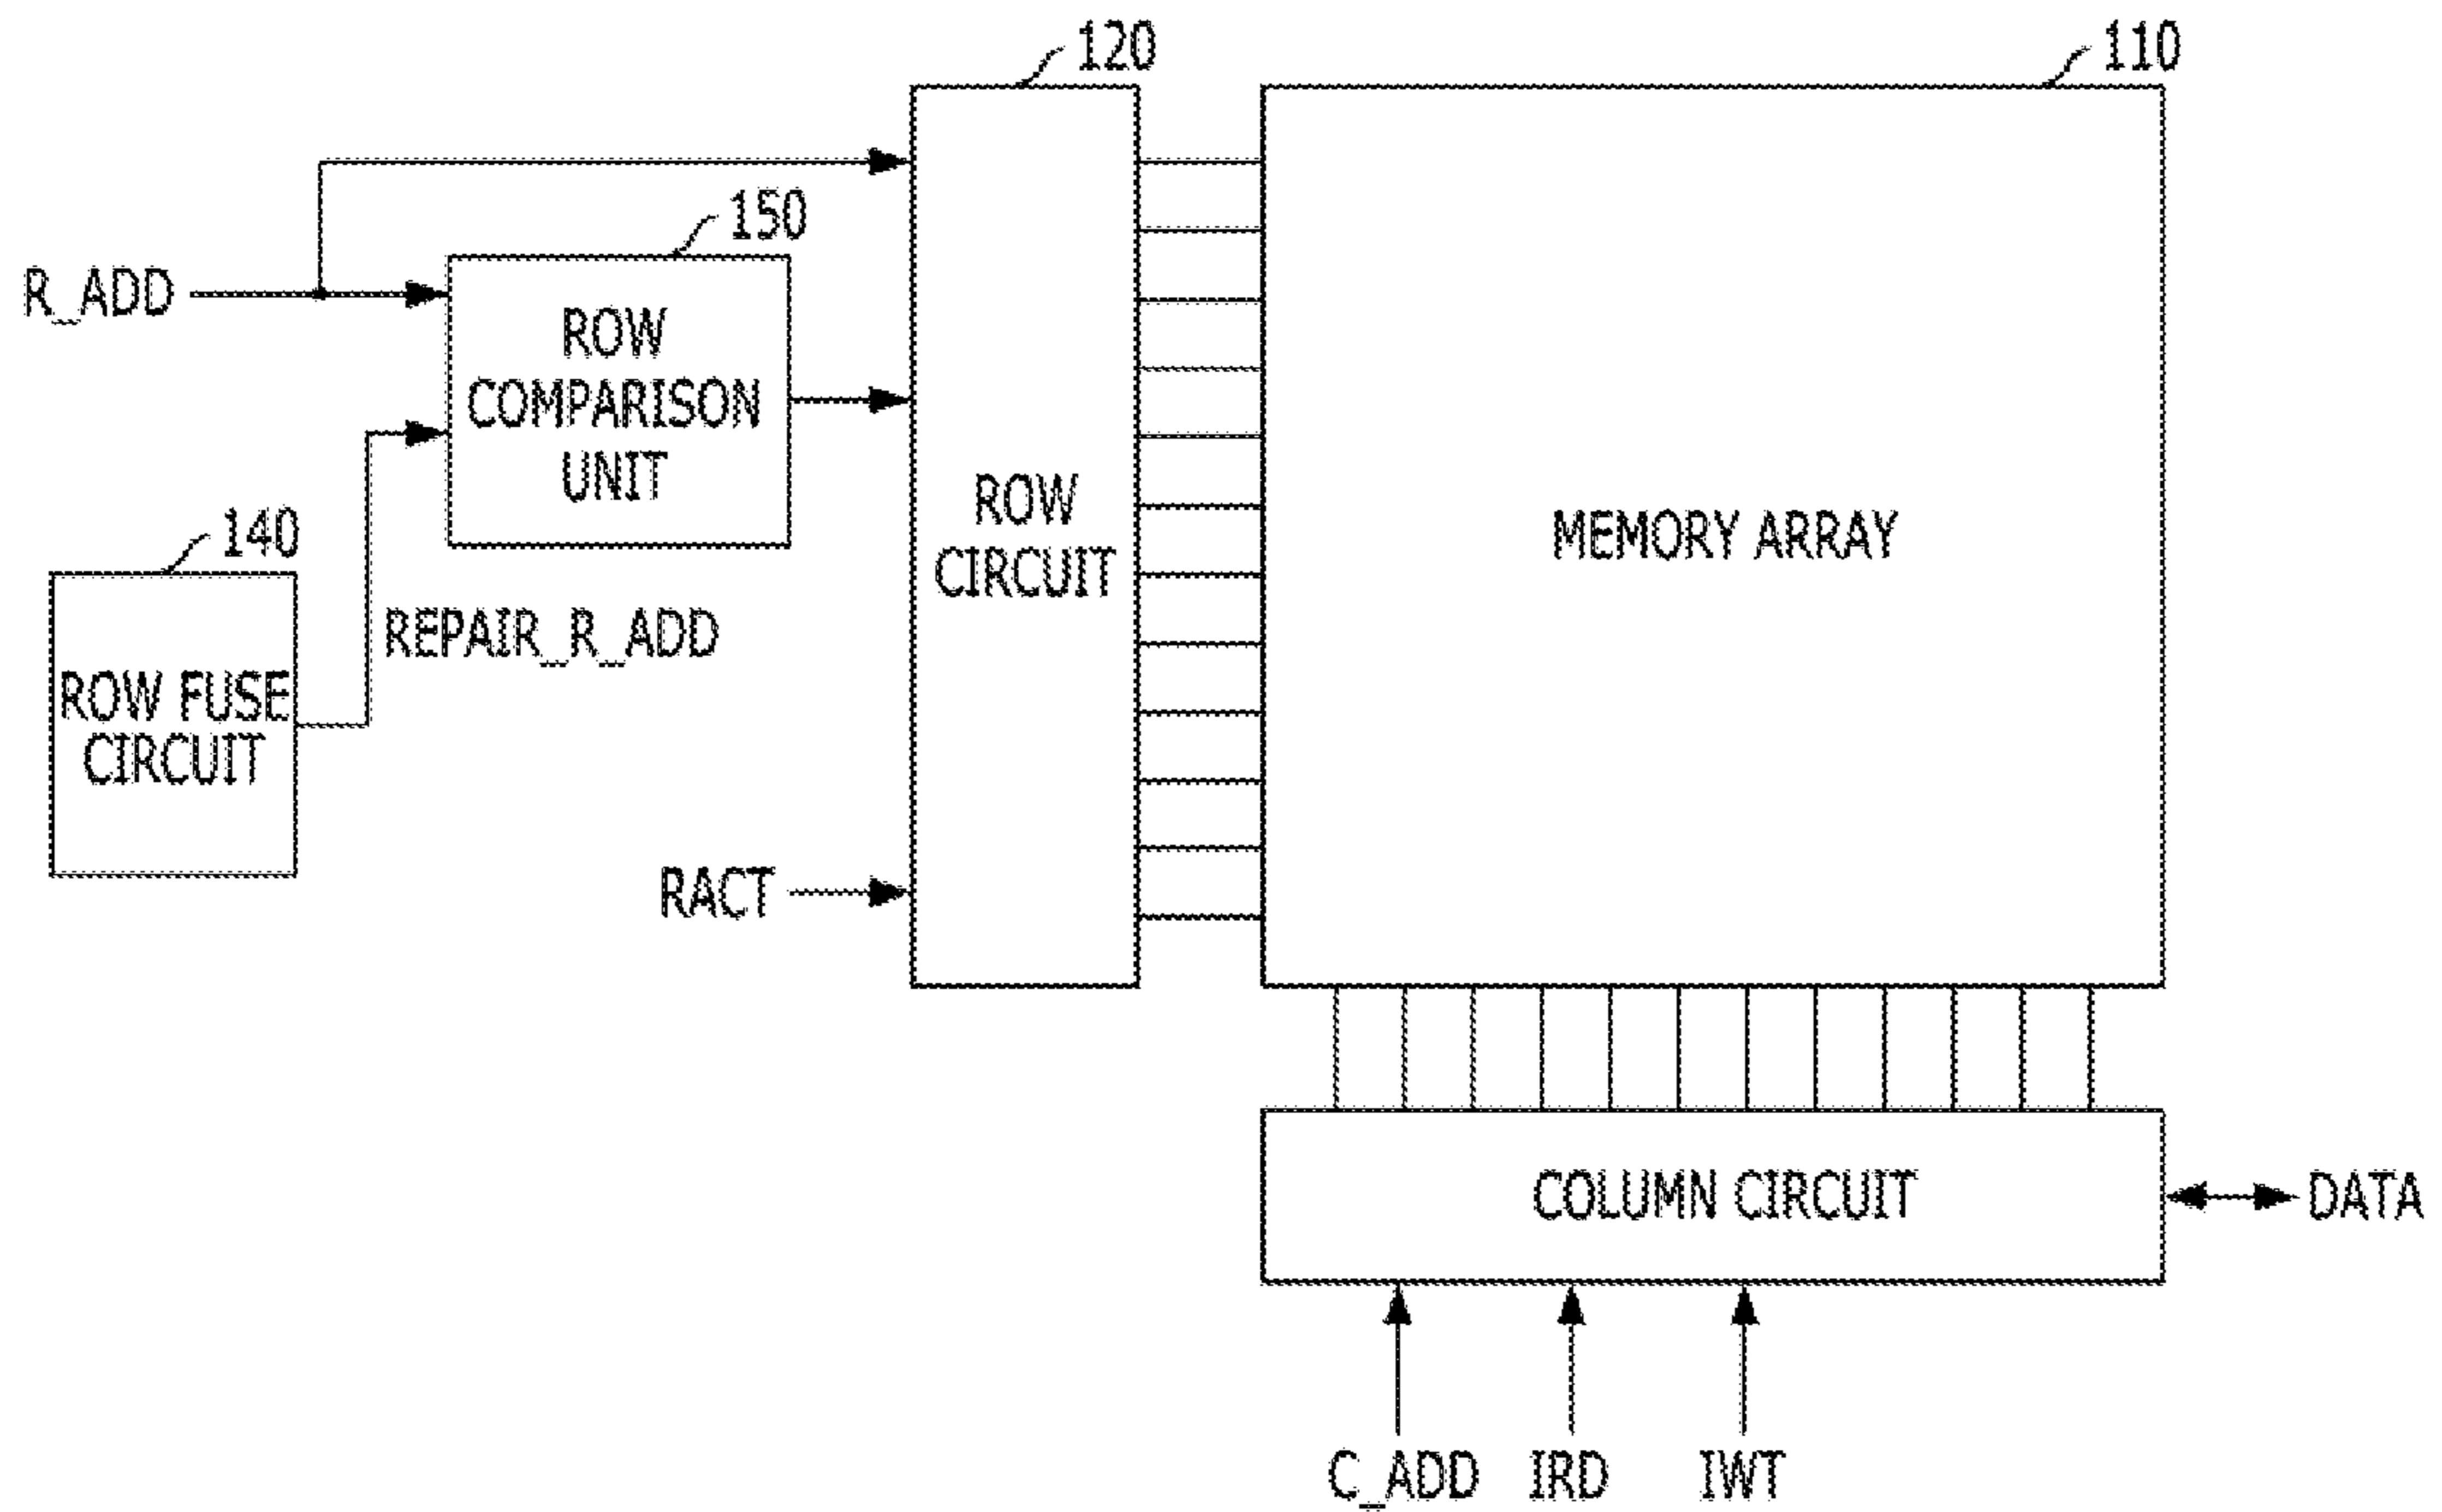 120
110
150
R_ADD
ROW
COMPARISON
UNIT
140
ROW FUSE
CIRCUIT
REPAIR_R_ADD
RACT
ROW
CIRCUIT
MEMORY ARRAY
COLUMN CIRCUIT
DATA
C_ADD
IRD
IWT